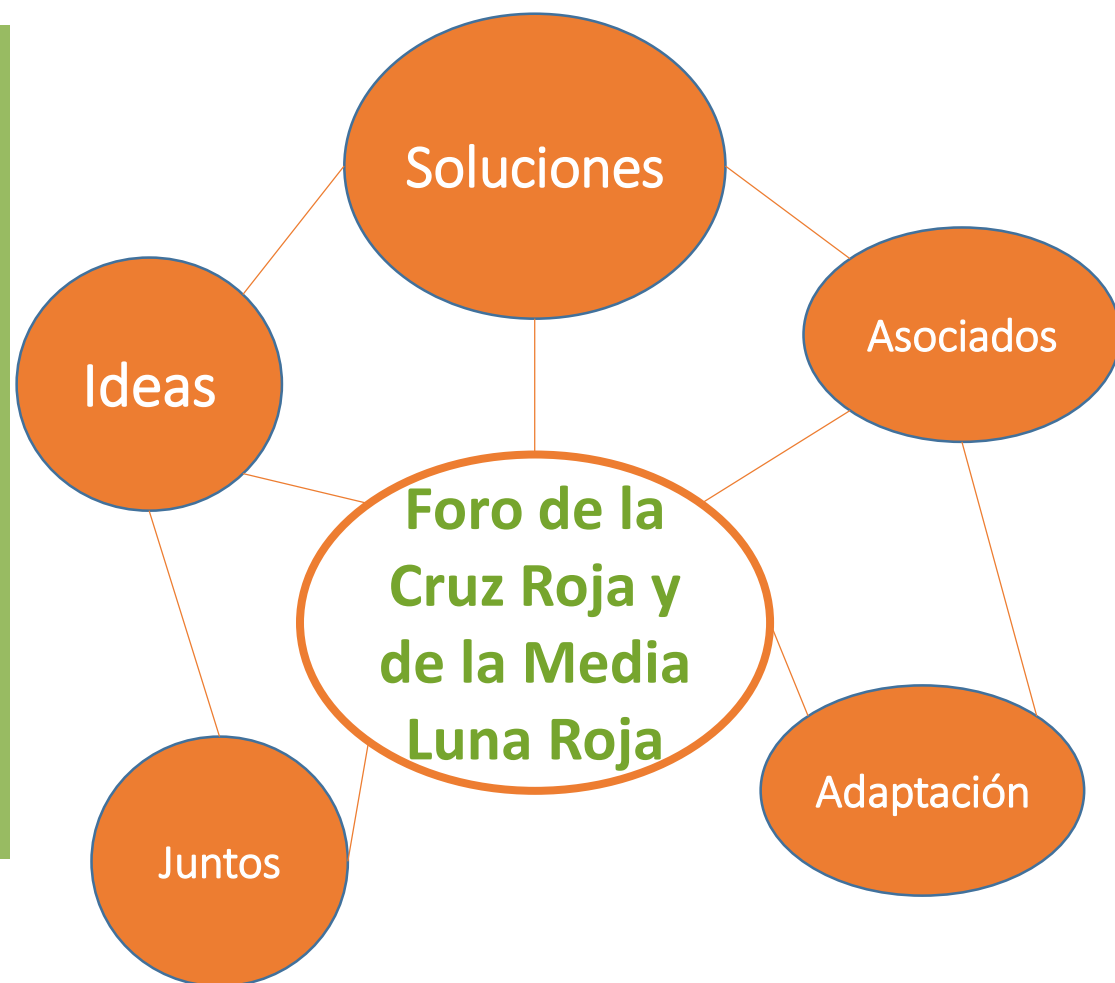 Soluciones
Asociados
Ideas
Foro de la
Cruz Roja y
de la Media
Luna Roja
Adaptación
Juntos